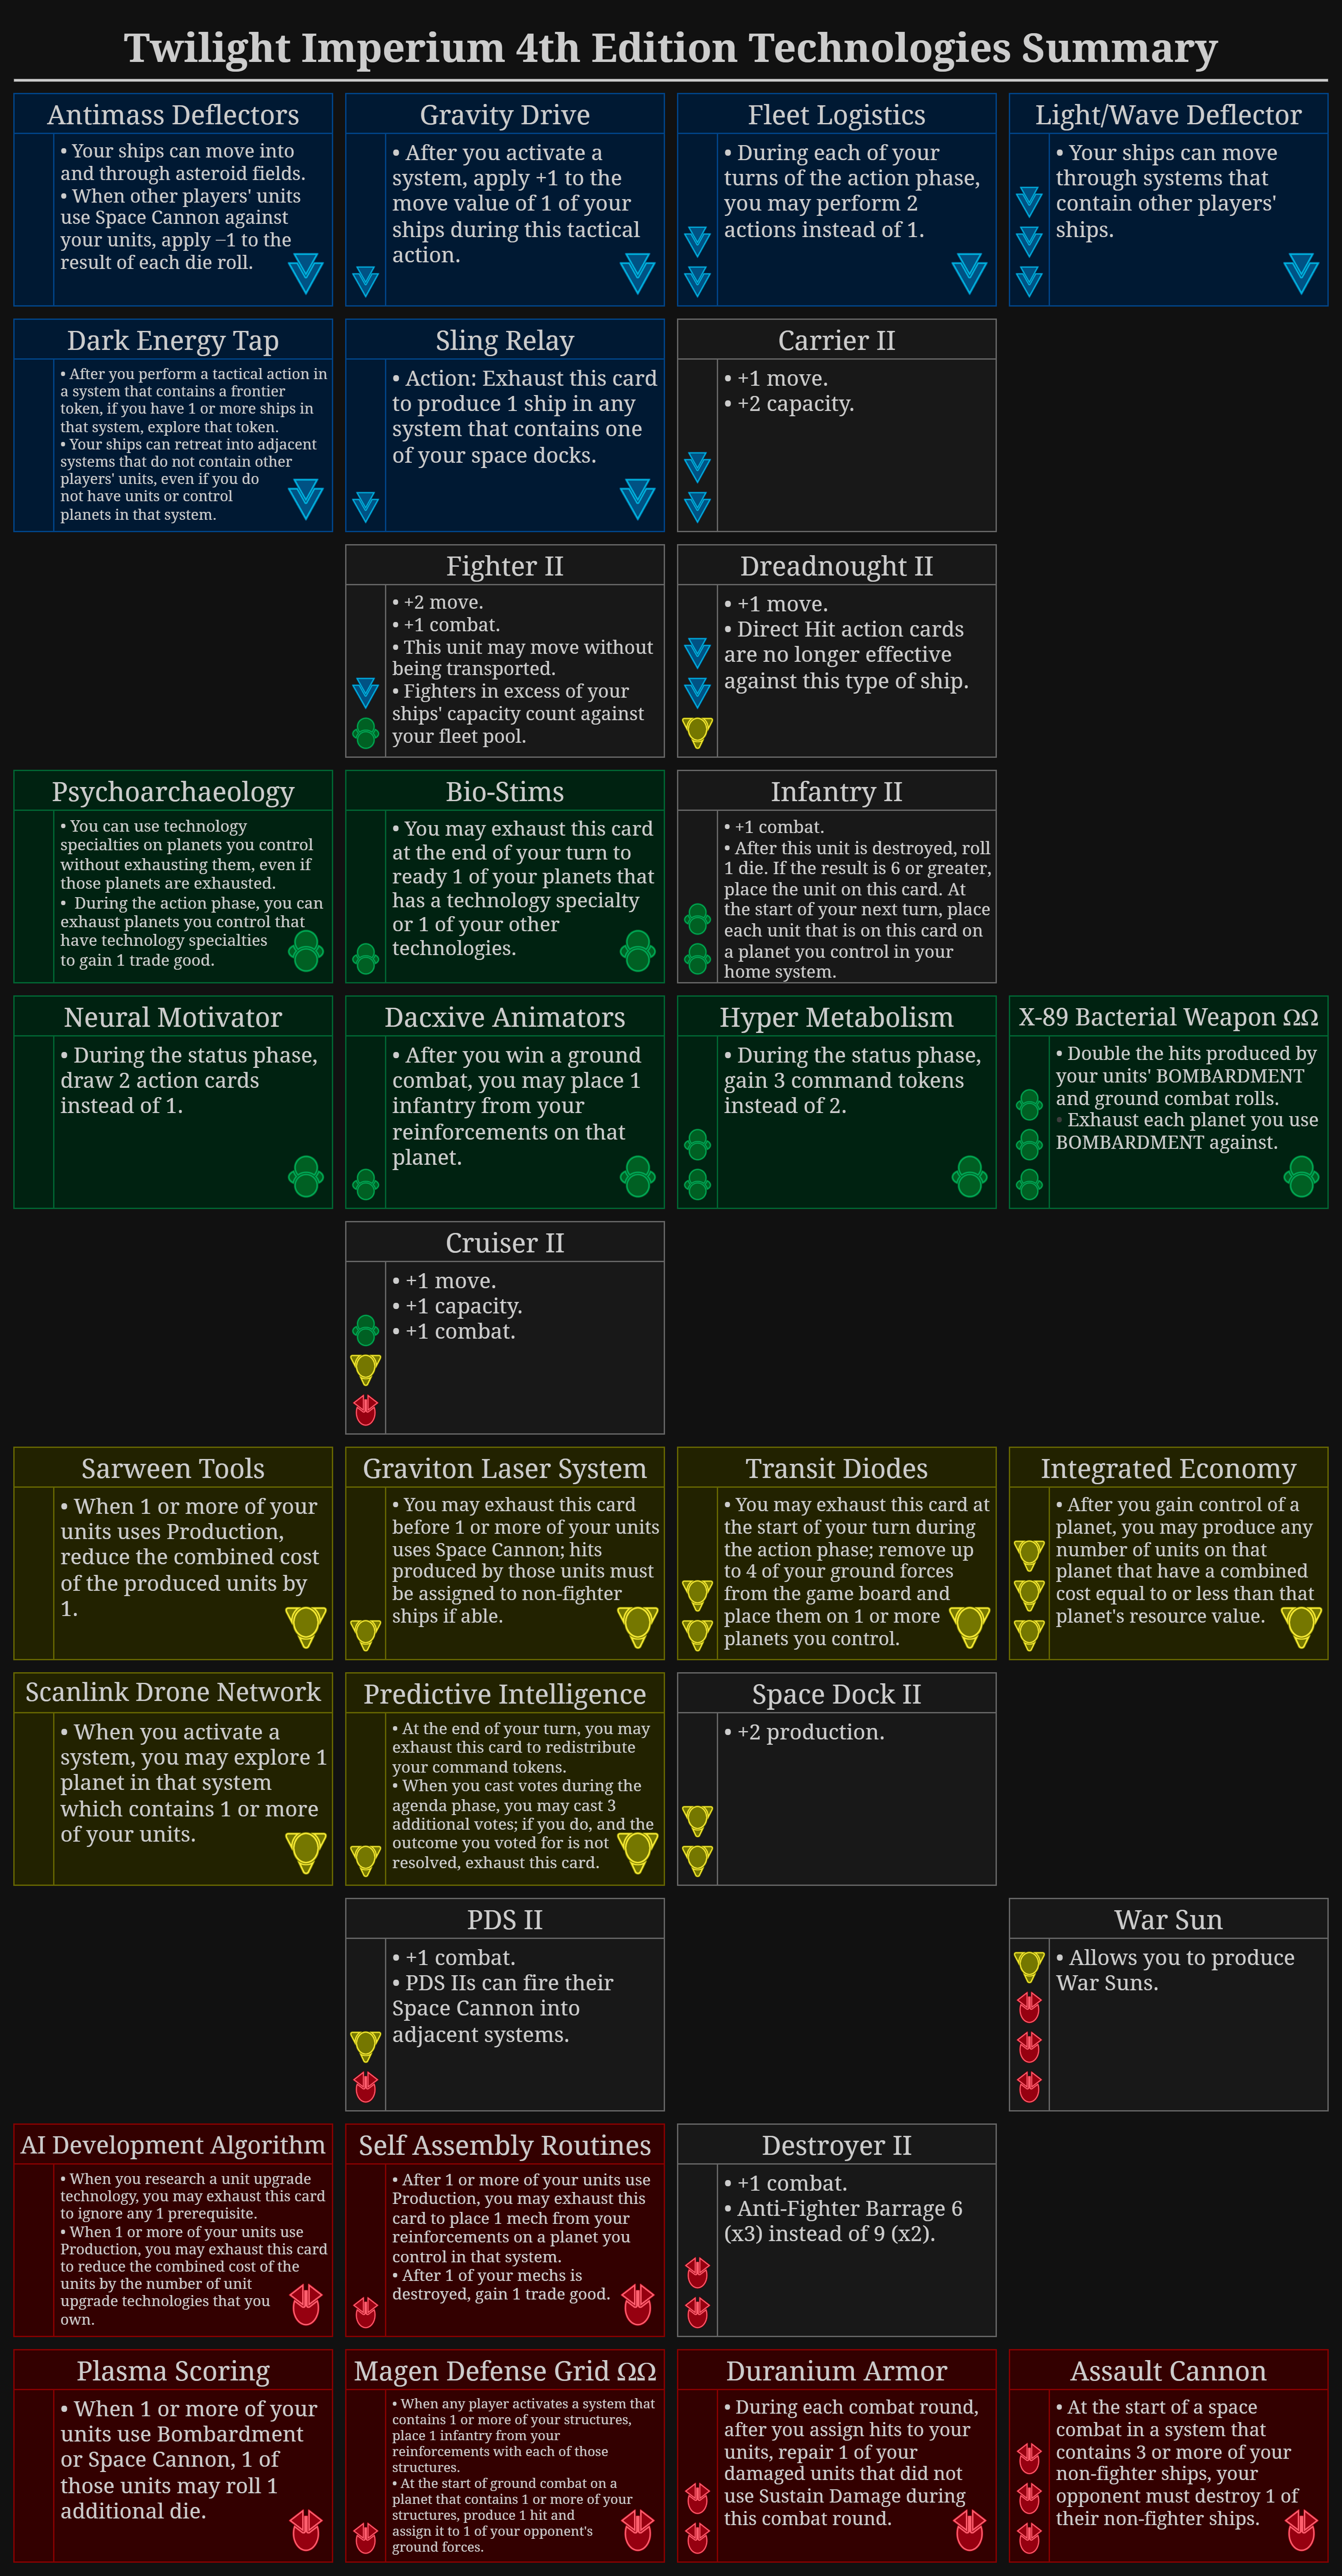 Twilight Imperium 4th Edition Technologies Summary
Antimass Deflectors
• Your ships can move into
and through asteroid fields.
• When other players' units
use Space Cannon against
your units, apply −1 to the
result of each die roll.
Gravity Drive
• After you activate a
system, apply +1 to the
move value of 1 of your
ships during this tactical
action.
Fleet Logistics
• During each of your
turns of the action phase,
you may perform 2
actions instead of 1.
Light/Wave Deflector
• Your ships can move
through systems that
contain other players'
ships.
Dark Energy Tap
• After you perform a tactical action in
a system that contains a frontier
token, if you have 1 or more ships in
that system, explore that token.
• Your ships can retreat into adjacent
systems that do not contain other
players' units, even if you do
not have units or control
planets in that system.
Sling Relay
• Action: Exhaust this card
to produce 1 ship in any
system that contains one
of your space docks.
Carrier II
• +1 move.
• +2 capacity.
Fighter II
• +2 move.
• +1 combat.
• This unit may move without
being transported.
• Fighters in excess of your
ships' capacity count against
your fleet pool.
Dreadnought II
• +1 move.
• Direct Hit action cards
are no longer effective
against this type of ship.
Psychoarchaeology
• You can use technology
specialties on planets you control
without exhausting them, even if
those planets are exhausted.
• During the action phase, you can
exhaust planets you control that
have technology specialties
to gain 1 trade good.
Bio-Stims
• You may exhaust this card
at the end of your turn to
ready 1 of your planets that
has a technology specialty
or 1 of your other
technologies.
Infantry II
• +1 combat.
• After this unit is destroyed, roll
1 die. If the result is 6 or greater,
place the unit on this card. At
the start of your next turn, place
each unit that is on this card on
a planet you control in your
home system.
Neural Motivator
• During the status phase,
draw 2 action cards
instead of 1.
Dacxive Animators
• After you win a ground
combat, you may place 1
infantry from your
reinforcements on that
planet.
Hyper Metabolism
• During the status phase,
gain 3 command tokens
instead of 2.
X-89 Bacterial Weapon ΩΩ
• Double the hits produced by
your units' BOMBARDMENT
and ground combat rolls.
• Exhaust each planet you use
BOMBARDMENT against.
Cruiser II
• +1 move.
• +1 capacity.
• +1 combat.
Sarween Tools
• When 1 or more of your
units uses Production,
reduce the combined cost
of the produced units by
1.
Graviton Laser System
• You may exhaust this card
before 1 or more of your units
uses Space Cannon; hits
produced by those units must
be assigned to non-fighter
ships if able.
Transit Diodes
• You may exhaust this card at
the start of your turn during
the action phase; remove up
to 4 of your ground forces
from the game board and
place them on 1 or more
planets you control.
Integrated Economy
• After you gain control of a
planet, you may produce any
number of units on that
planet that have a combined
cost equal to or less than that
planet's resource value.
Scanlink Drone Network
• When you activate a
system, you may explore 1
planet in that system
which contains 1 or more
of your units.
Predictive Intelligence
• At the end of your turn, you may
exhaust this card to redistribute
your command tokens.
• When you cast votes during the
agenda phase, you may cast 3
additional votes; if you do, and the
outcome you voted for is not
resolved, exhaust this card.
Space Dock II
• +2 production.
PDS II
• +1 combat.
• PDS IIs can fire their
Space Cannon into
adjacent systems.
War Sun
• Allows you to produce
War Suns.
AI Development Algorithm
• When you research a unit upgrade
technology, you may exhaust this card
to ignore any 1 prerequisite.
• When 1 or more of your units use
Production, you may exhaust this card
to reduce the combined cost of the
units by the number of unit
upgrade technologies that you
own.
Self Assembly Routines
• After 1 or more of your units use
Production, you may exhaust this
card to place 1 mech from your
reinforcements on a planet you
control in that system.
• After 1 of your mechs is
destroyed, gain 1 trade good.
Destroyer II
• +1 combat.
• Anti-Fighter Barrage 6
(x3) instead of 9 (x2).
Plasma Scoring
• When 1 or more of your
units use Bombardment
or Space Cannon, 1 of
those units may roll 1
additional die.
Magen Defense Grid ΩΩ
• When any player activates a system that
contains 1 or more of your structures,
place 1 infantry from your
reinforcements with each of those
structures.
• At the start of ground combat on a
planet that contains 1 or more of your
structures, produce 1 hit and
assign it to 1 of your opponent's
ground forces.
Duranium Armor
• During each combat round,
after you assign hits to your
units, repair 1 of your
damaged units that did not
use Sustain Damage during
this combat round.
Assault Cannon
• At the start of a space
combat in a system that
contains 3 or more of your
non-fighter ships, your
opponent must destroy 1 of
their non-fighter ships.